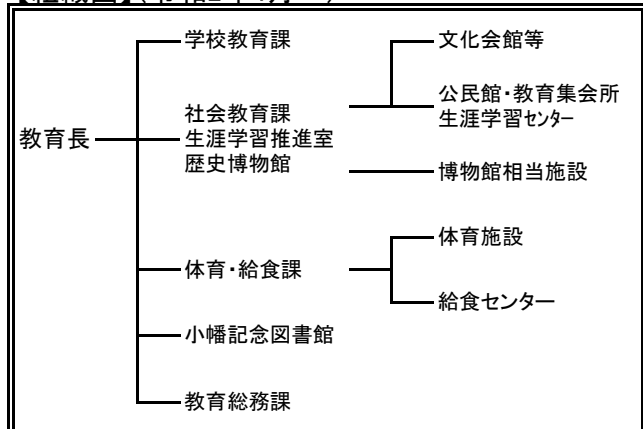 教育長
学校教育課
社会教育課
生涯学習推進室
歴史博物館
文化会館等
公民館・教育集会所
生涯学習センター
博物館相当施設
体育・給食課
体育施設
給食センター
小幡記念図書館
教育総務課